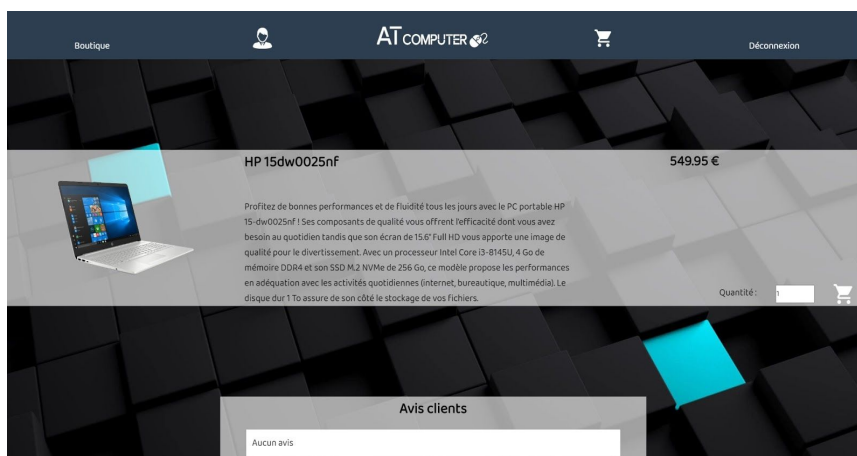 Boutique
AT COMPUTER
Déconnexion
HP 15dw0025nf
549.95 €
Profitez de bonnes performances et de fluidité tous les jours avec le PC portable HP
15-dw0025nf ! Ses composants de qualité vous offrent l'efficacité dont vous avez
besoin au quotidien tandis que son écran de 15.6" Full HD vous apporte une image de
qualité pour le divertissement. Avec un processeur Intel Core i3-8145U, 4 Go de
mémoire DDR4 et son SSD M.2 NVMe de 256 Go, ce modèle propose les performances
en adéquation avec les activités quotidiennes (internet, bureautique, multimédia). Le
disque dur 1 To assure de son côté le stockage de vos fichiers.
Quantité : 1
Avis clients
Aucun avis